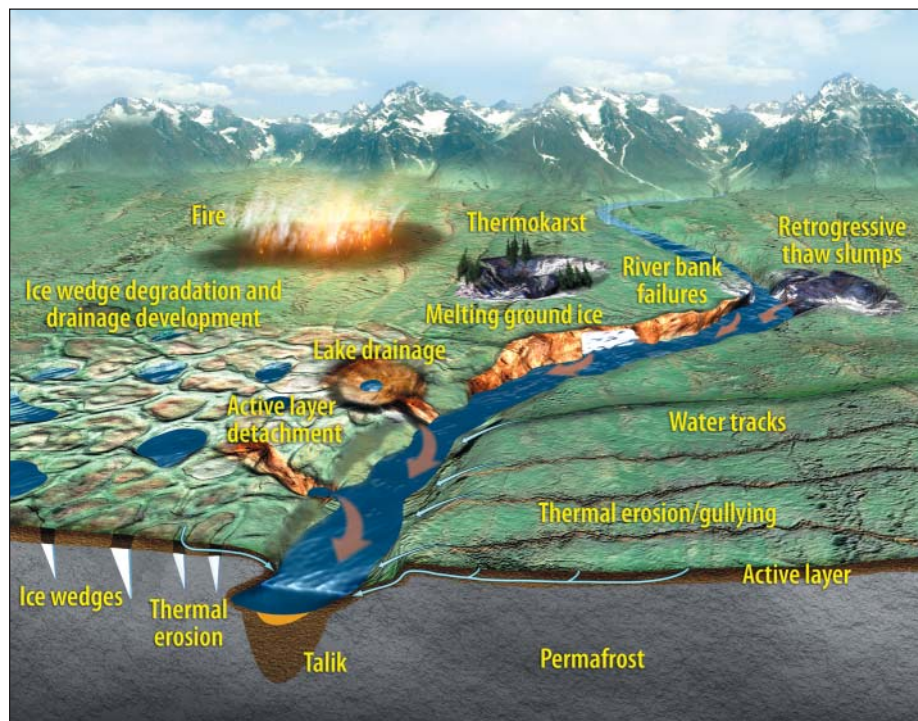 Fire
Thermokarst
Retrogressive
thaw slumps
River bank
failures
Ice wedge degradation and
drainage development
Melting ground ice
Lake drainage
Active layer
detachment
Water tracks
Thermal erosion/gullying
Active layer
Ice wedges
Thermal
erosion
Talik
Permafrost